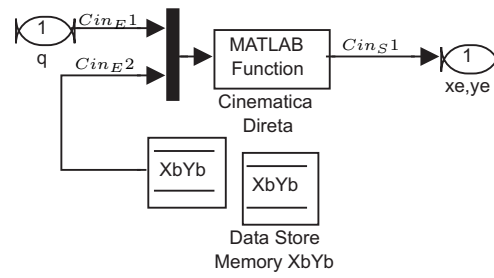 1
q
Cin_E1
Cin_E2
MATLAB
Function
Cinematica
Direta
Cin_S1
1
xe,ye
XbYb
XbYb
Data Store
Memory XbYb